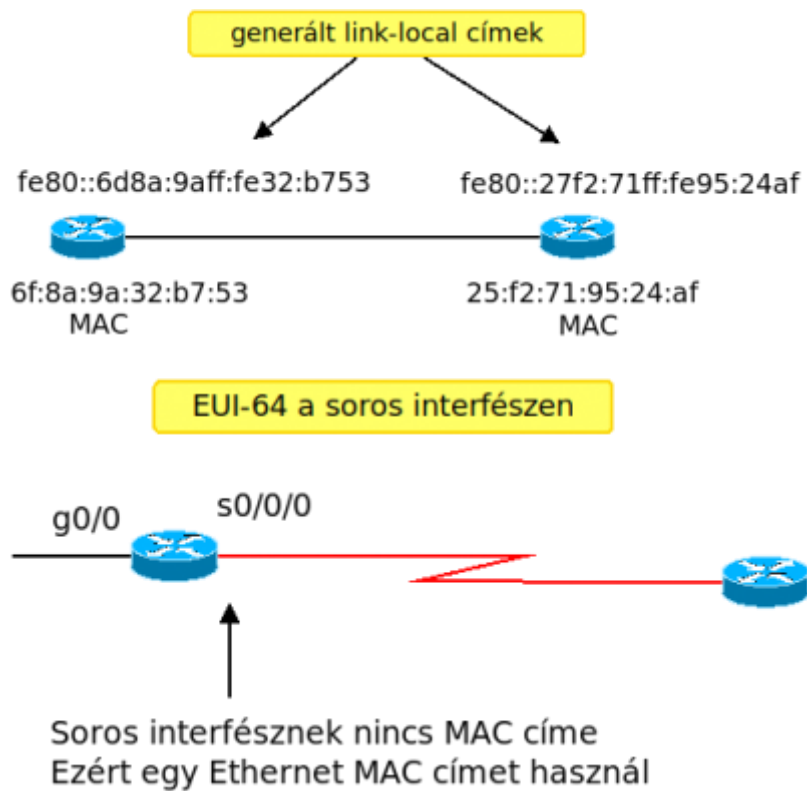 generált link-local címek
fe80::6d8a:9aff:fe32:b753
fe80::27f2:71ff:fe95:24af
6f:8a:9a:32:b7:53
MAC
25:f2:71:95:24:af
MAC
EUI-64 a soros interfészen
g0/0
s0/0/0
Soros interfésznek nincs MAC címe
Ezért egy Ethernet MAC címet használ